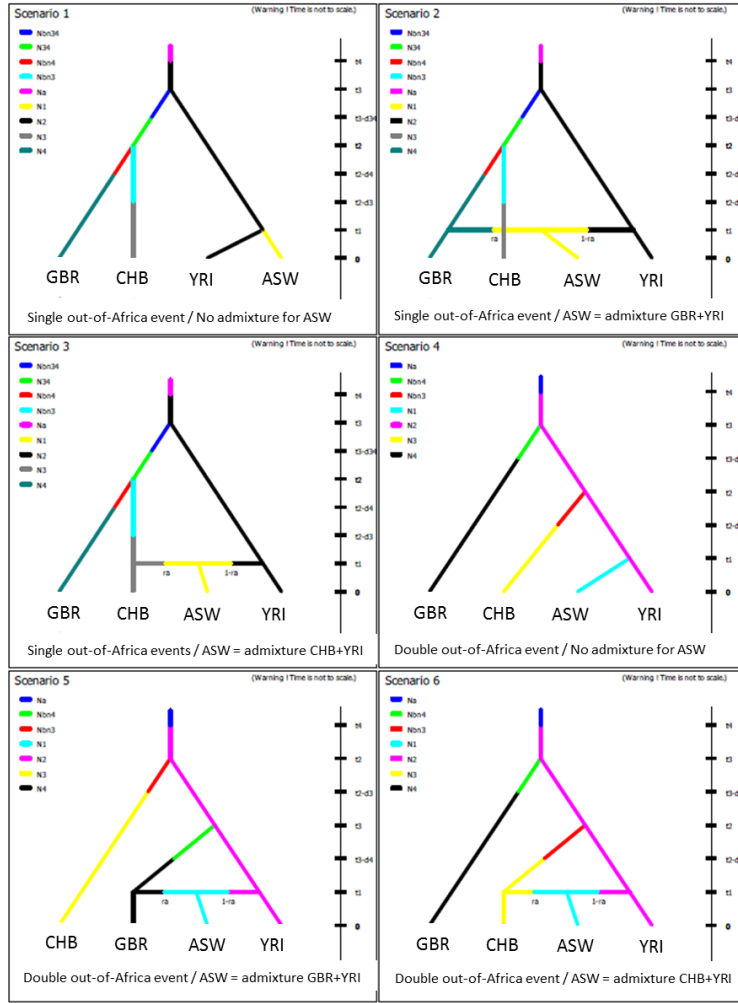 Scenario 1
(Warning ! Time is not to scale.)
Nbn34
N34
Nbn4
Nbn3
Na
N1
N2
N3
N4
t4
t3
t3-d34
t2
t2-d4
t2-d3
t1
0
GBR CHB YRI ASW
Single out-of-Africa event / No admixture for ASW
Scenario 2
(Warning ! Time is not to scale.)
Nbn34
N34
Nbn4
Nbn3
Na
N1
N2
N3
N4
t4
t3
t3-d34
t2
t2-d4
t2-d3
t1
0
ra 1-ra
GBR CHB ASW YRI
Single out-of-Africa event / ASW = admixture GBR+YRI
Scenario 3
(Warning ! Time is not to scale.)
Nbn34
N34
Nbn4
Nbn3
Na
N1
N2
N3
N4
t4
t3
t3-d34
t2
t2-d4
t2-d3
t1
0
ra 1-ra
GBR CHB ASW YRI
Single out-of-Africa events / ASW = admixture CHB+YRI
Scenario 4
(Warning ! Time is not to scale.)
Na
Nbn4
Nbn3
N1
N2
N3
N4
t4
t3
t2
t1
0
GBR CHB ASW YRI
Double out-of-Africa event / No admixture for ASW
Scenario 5
(Warning ! Time is not to scale.)
Na
Nbn4
Nbn3
N1
N2
N3
N4
t4
t2
t2-d3
t3
t3-d4
t1
0
ra 1-ra
CHB GBR ASW YRI
Double out-of-Africa event / ASW = admixture GBR+YRI
Scenario 6
(Warning ! Time is not to scale.)
Na
Nbn4
Nbn3
N1
N2
N3
N4
t4
t3
t2
t1
0
ra 1-ra
GBR CHB ASW YRI
Double out-of-Africa event / ASW = admixture CHB+YRI